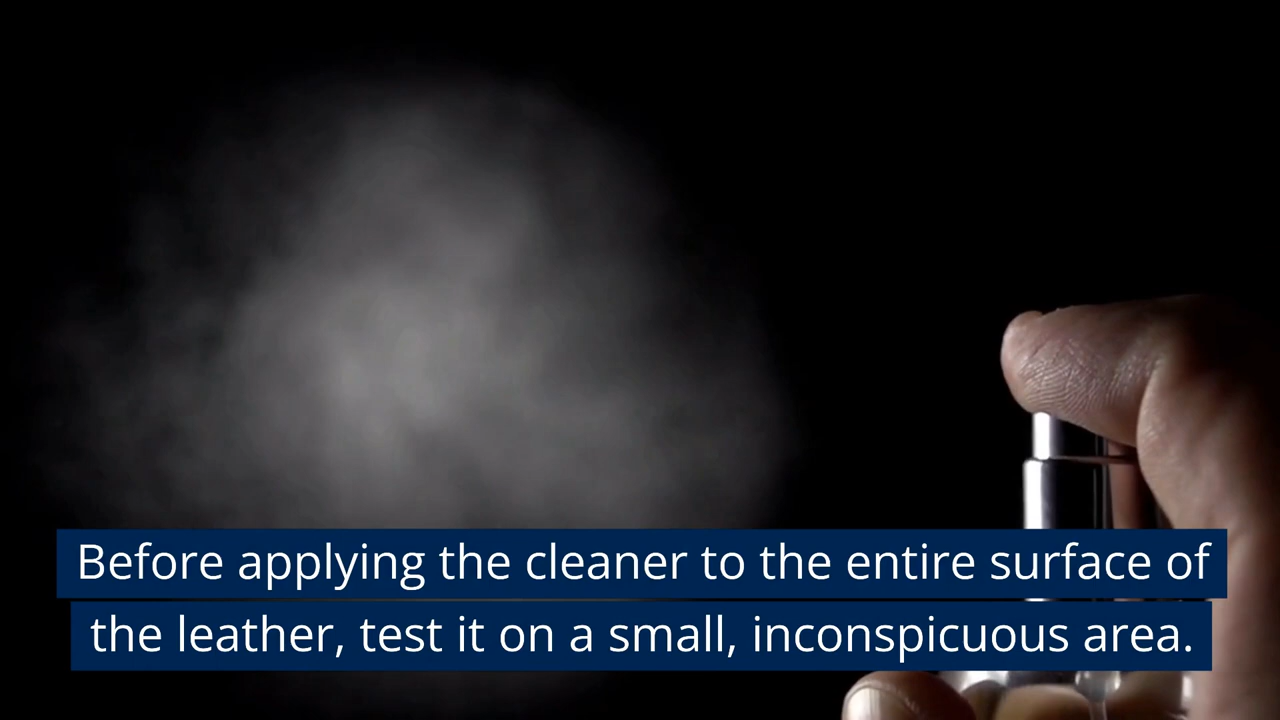 Before applying the cleaner to the entire surface of
the leather, test it on a small, inconspicuous area.